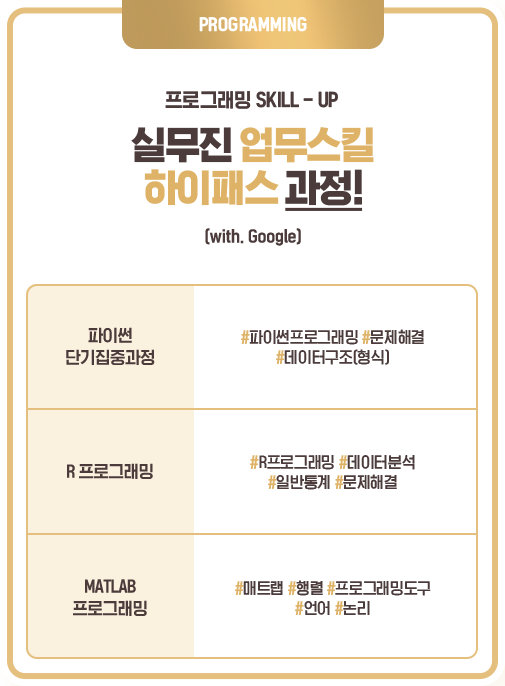 PROGRAMMING
프로그래밍 SKILL - UP
실무진 업무스킬
하이패스 과정!
(with. Google)
파이썬
단기집중과정
#파이썬프로그래밍 #문제해결
#데이터구조(형식)
R 프로그래밍
#R프로그래밍 #데이터분석
#일반통계 #문제해결
MATLAB
프로그래밍
#매트랩 #행렬 #프로그래밍도구
#언어 #논리